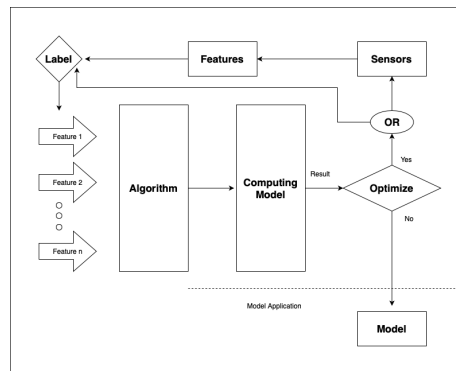 Label
Features
Sensors
OR
Feature 1
Yes
Feature 2
Algorithm
Computing
Model
Result
Optimize
No
Feature n
Model Application
Model